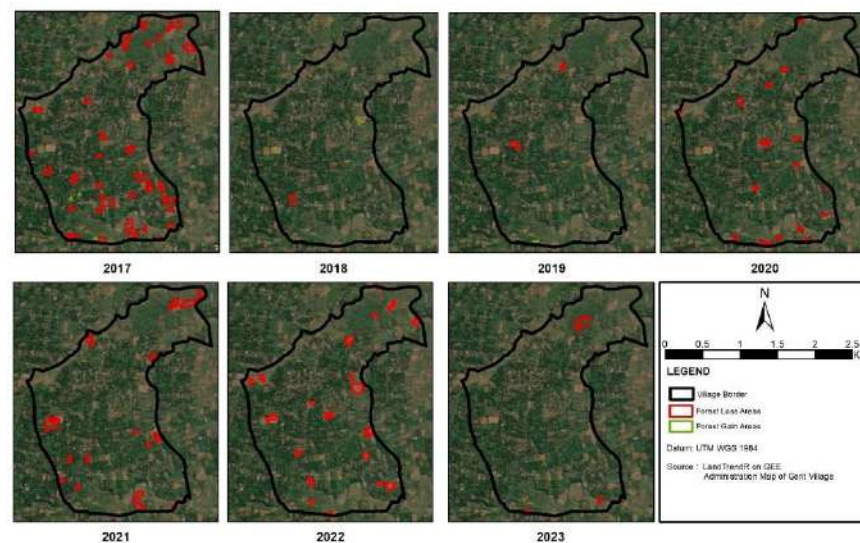 2017
2018
2019
2020
2021
2022
2023
N
0 0.5 1 1.5 2 2.5
K
LEGEND
Village Border
Forest Loss Areas
Forest Gain Areas
Datum: UTM WGS 1984
Source : LandTrendR on GEE
Administration Map of Gerit Village